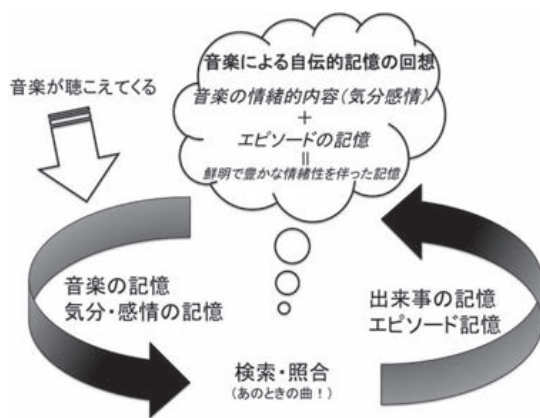 音楽による自伝的記憶の回想
音楽の情緒的内容(気分感情)
+
エピソードの記憶
॥
鮮明で豊かな情緒性を伴った記憶
音楽が聴こえてくる
音楽の記憶
気分・感情の記憶
出来事の記憶
エピソード記憶
検索・照合
(あのときの曲!)